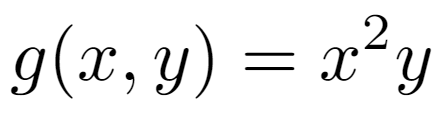 g(x, y) = x²y